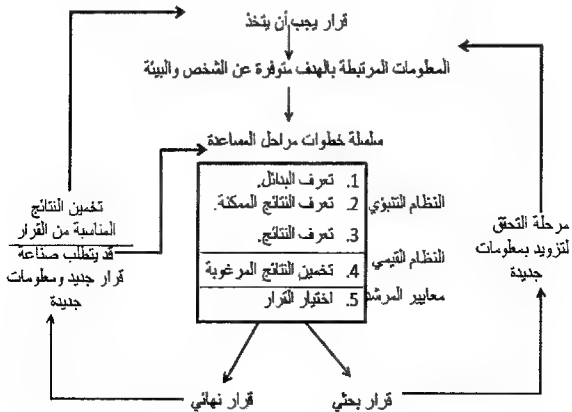 قرار يجب أن يتخذ
المعلومات المرتبطة بالهدف متوفرة عن الشخص والبيئة
سلسلة خطوات مراحل المساعدة
1. تعرف البدائل.
النظام التنبؤي
2. تعرف النتائج الممكنة.
3. تعرف النتائج.
النظام القيمي
4. تخمين النتائج المرغوبة
معايير المرشد
5. اختيار القرار
تخمين النتائج
المناسبة من القرار
قد يتطلب صناعة
قرار جديد ومعلومات
جديدة
مرحلة التحقق
للتزويد بمعلومات
جديدة
قرار نهائي
قرار بحثي